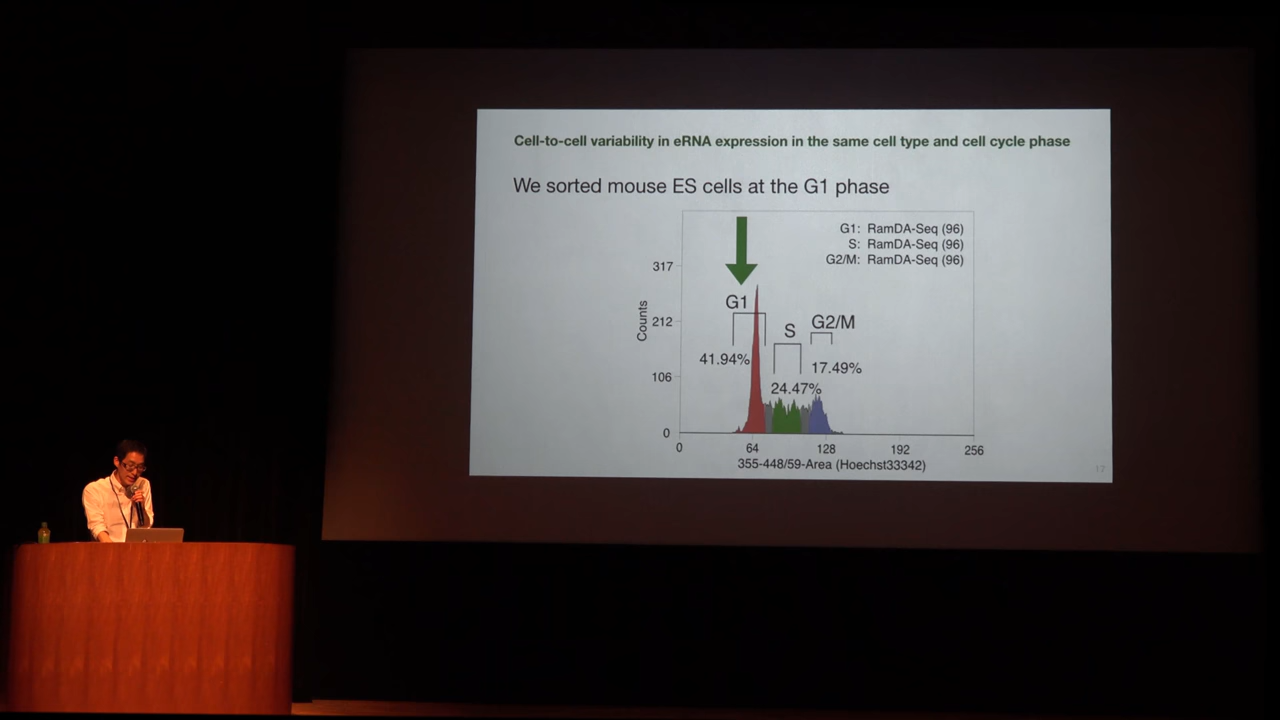 Cell-to-cell variability in eRNA expression in the same cell type and cell cycle phase
We sorted mouse ES cells at the G1 phase
G1: RamDA-Seq (96)
S: RamDA-Seq (96)
G2/M: RamDA-Seq (96)
317
212
106
0
Counts
G1
S
G2/M
41.94%
24.47%
17.49%
0
64
128
192
256
355-448/59-Area (Hoechst33342)
17